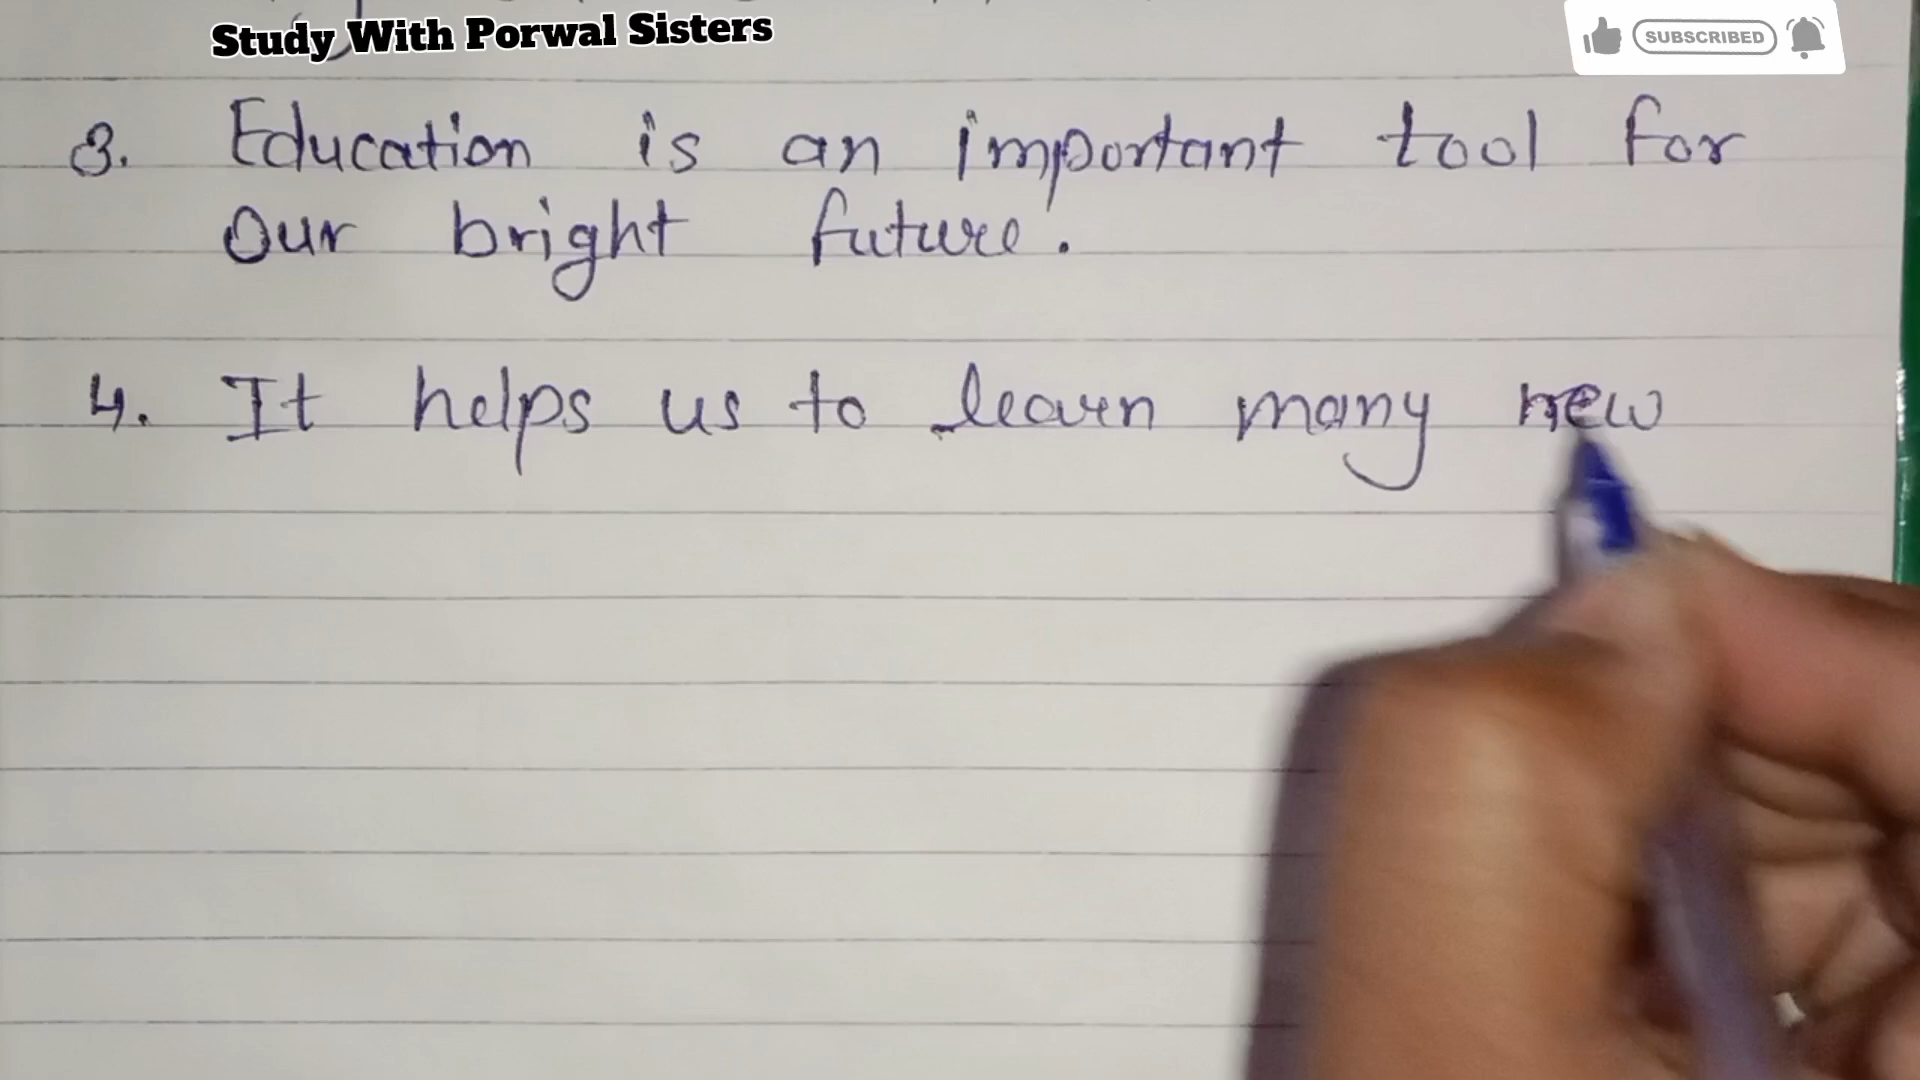 Study With Porwal Sisters
SUBSCRIBED
3. Education is an important tool for
our bright future.
4. It helps us to learn many new